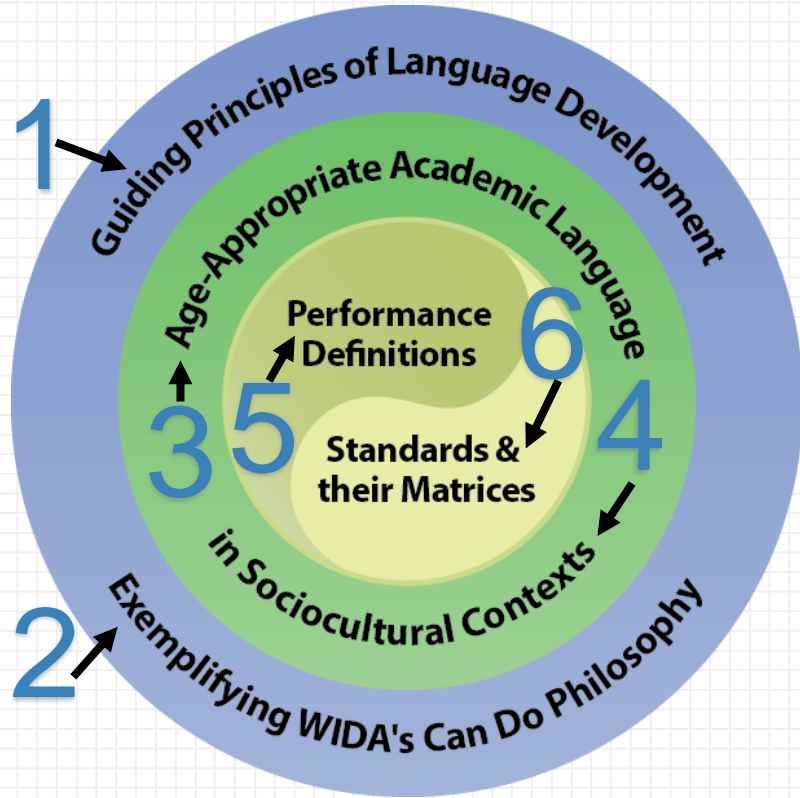 1
Guiding Principles of Language Development
Age-Appropriate Academic Language
6
Performance
Definitions
3
5
4
Standards &
their Matrices
in Sociocultural Contexts
2
Exemplifying WIDA's Can Do Philosophy